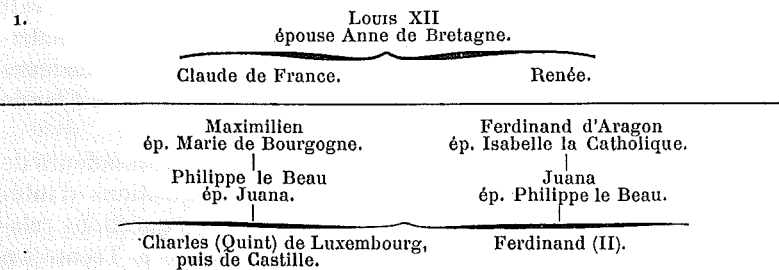 1.
Louis XII
épouse Anne de Bretagne.
Claude de France. Renée.
Maximilien
ép. Marie de Bourgogne.
Philippe le Beau
ép. Juana.
Ferdinand d'Aragon
ép. Isabelle la Catholique.
Juana
ép. Philippe le Beau.
Charles (Quint) de Luxembourg,
puis de Castille.
Ferdinand (II).